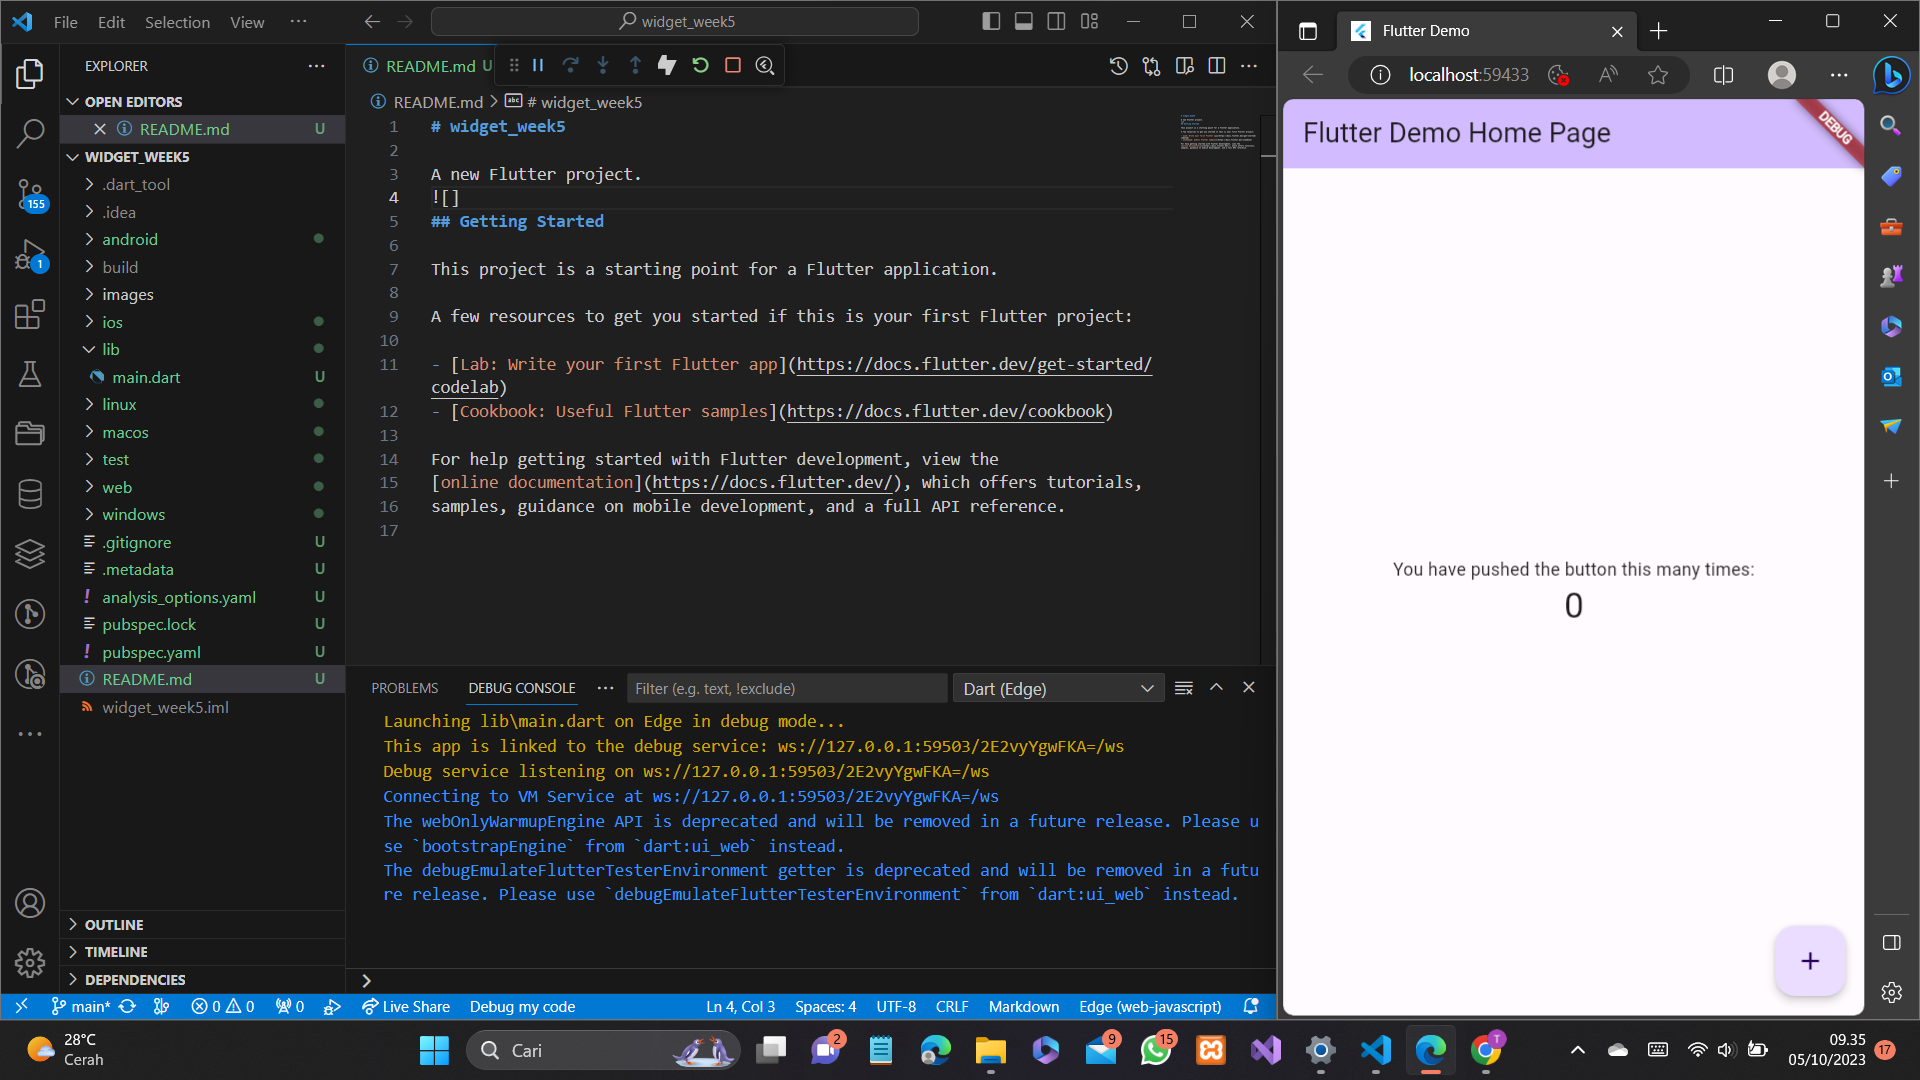 File Edit Selection View ···
widget_week5
EXPLORER
OPEN EDITORS
README.md U
WIDGET_WEEK5
.dart_tool
.idea
android
build
images
ios
lib
main.dart U
linux
macos
test
web
windows
.gitignore U
.metadata U
analysis_options.yaml U
pubspec.lock U
pubspec.yaml U
README.md U
widget_week5.iml
OUTLINE
TIMELINE
DEPENDENCIES
155
1
README.md U
README.md > # widget_week5
1 # widget_week5
2
3 A new Flutter project.
4 ![]
5 ## Getting Started
6
7 This project is a starting point for a Flutter application.
8
9 A few resources to get you started if this is your first Flutter project:
10
11 - [Lab: Write your first Flutter app](https://docs.flutter.dev/get-started/
codelab)
12 - [Cookbook: Useful Flutter samples](https://docs.flutter.dev/cookbook)
13
14 For help getting started with Flutter development, view the
15 [online documentation](https://docs.flutter.dev/), which offers tutorials,
16 samples, guidance on mobile development, and a full API reference.
17
PROBLEMS DEBUG CONSOLE ··· Filter (e.g. text, !exclude) Dart (Edge)
Launching lib\main.dart on Edge in debug mode...
This app is linked to the debug service: ws://127.0.0.1:59503/2E2vyYgwFKA=/ws
Debug service listening on ws://127.0.0.1:59503/2E2vyYgwFKA=/ws
Connecting to VM Service at ws://127.0.0.1:59503/2E2vyYgwFKA=/ws
The webOnlyWarmupEngine API is deprecated and will be removed in a future release. Please u
se `bootstrapEngine` from `dart:ui_web` instead.
The debugEmulateFlutterTesterEnvironment getter is deprecated and will be removed in a futu
re release. Please use `debugEmulateFlutterTesterEnvironment` from `dart:ui_web` instead.
main* 0 0 0 Live Share Debug my code Ln 4, Col 3 Spaces: 4 UTF-8 CRLF Markdown Edge (web-javascript)
Flutter Demo
localhost:59433
Flutter Demo Home Page
DEBUG
You have pushed the button this many times:
0
+
28°C
Cerah
Cari
2
9
15
T
09.35
05/10/2023
17